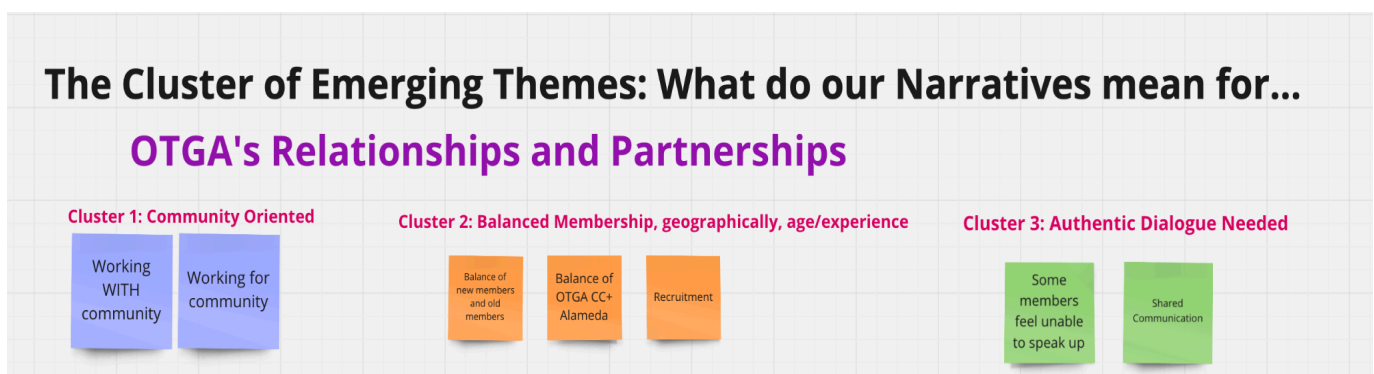 The Cluster of Emerging Themes: What do our Narratives mean for...
OTGA's Relationships and Partnerships
Cluster 1: Community Oriented
Working
WITH
community
Working for
community
Cluster 2: Balanced Membership, geographically, age/experience
Balance of
new members
and old
members
Balance of
OTGA CC+
Alameda
Recruitment
Cluster 3: Authentic Dialogue Needed
Some
members
feel unable
to speak up
Shared
Communication